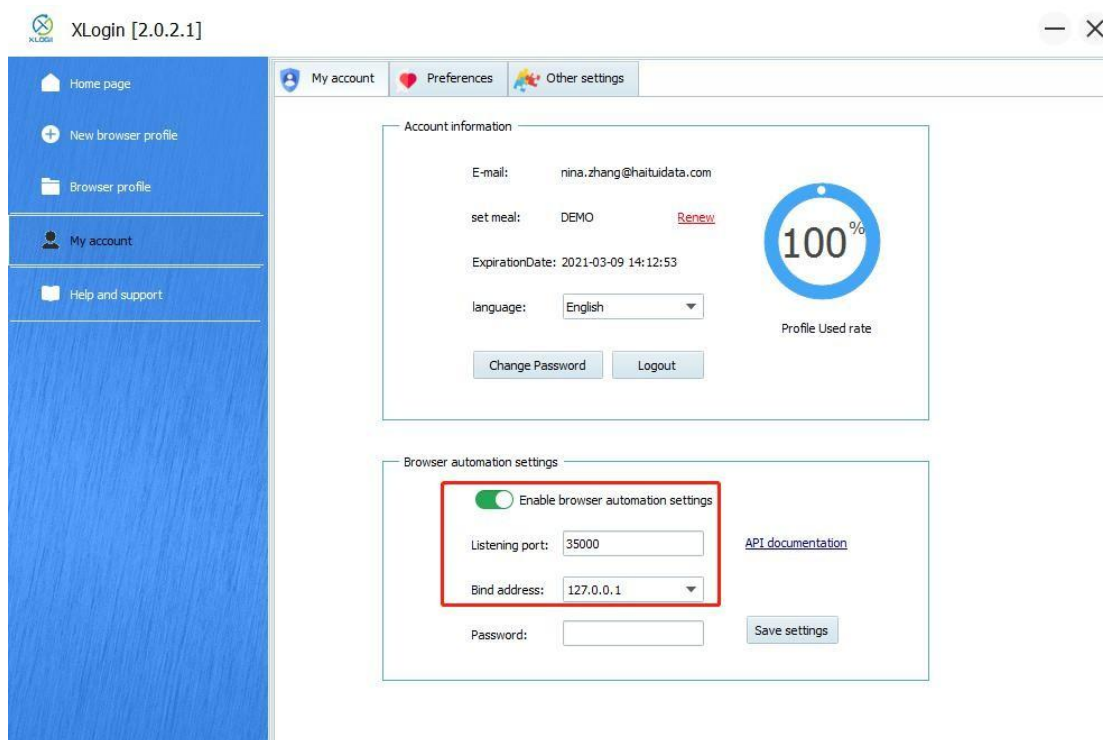 XLOGIN
XLogin [2.0.2.1]
Home page
New browser profile
Browser profile
My account
Help and support
My account
Preferences
Other settings
Account information
E-mail: nina.zhang@haituidata.com
set meal: DEMO Renew
ExpirationDate: 2021-03-09 14:12:53
language: English
Change Password Logout
100%
Profile Used rate
Browser automation settings
Enable browser automation settings
Listening port: 35000 API documentation
Bind address: 127.0.0.1
Password: Save settings